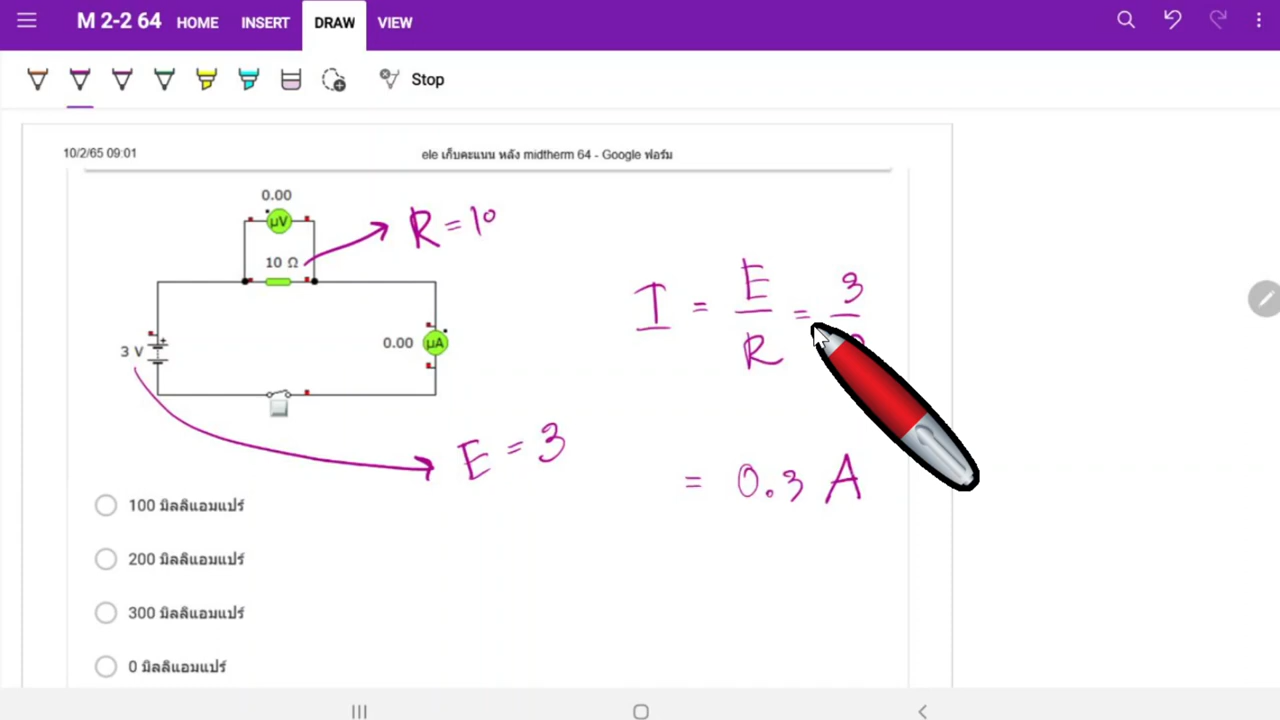 M 2-2 64 HOME INSERT DRAW VIEW
Stop
10/2/65 09:01 ele เก็บคะแนน หลัง midtherm 64 - Google ฟอร์ม
0.00
µV
10 Ω
R = 10
3 V
0.00 µA
I = E/R = 3/
E = 3
= 0.3 A
100 มิลลิแอมแปร์
200 มิลลิแอมแปร์
300 มิลลิแอมแปร์
0 มิลลิแอมแปร์